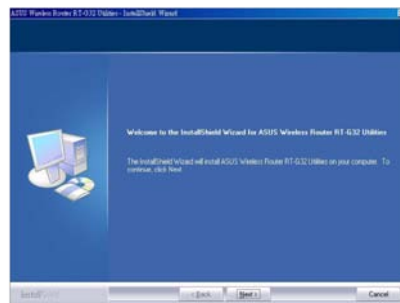 ASUS Wireless Router RT-G32 Utilities - InstallShield Wizard
Welcome to the InstallShield Wizard for ASUS Wireless Router RT-G32 Utilities
The InstallShield Wizard will install ASUS Wireless Router RT-G32 Utilities on your computer. To
continue, click Next
InstallShield
< Back
Next >
Cancel